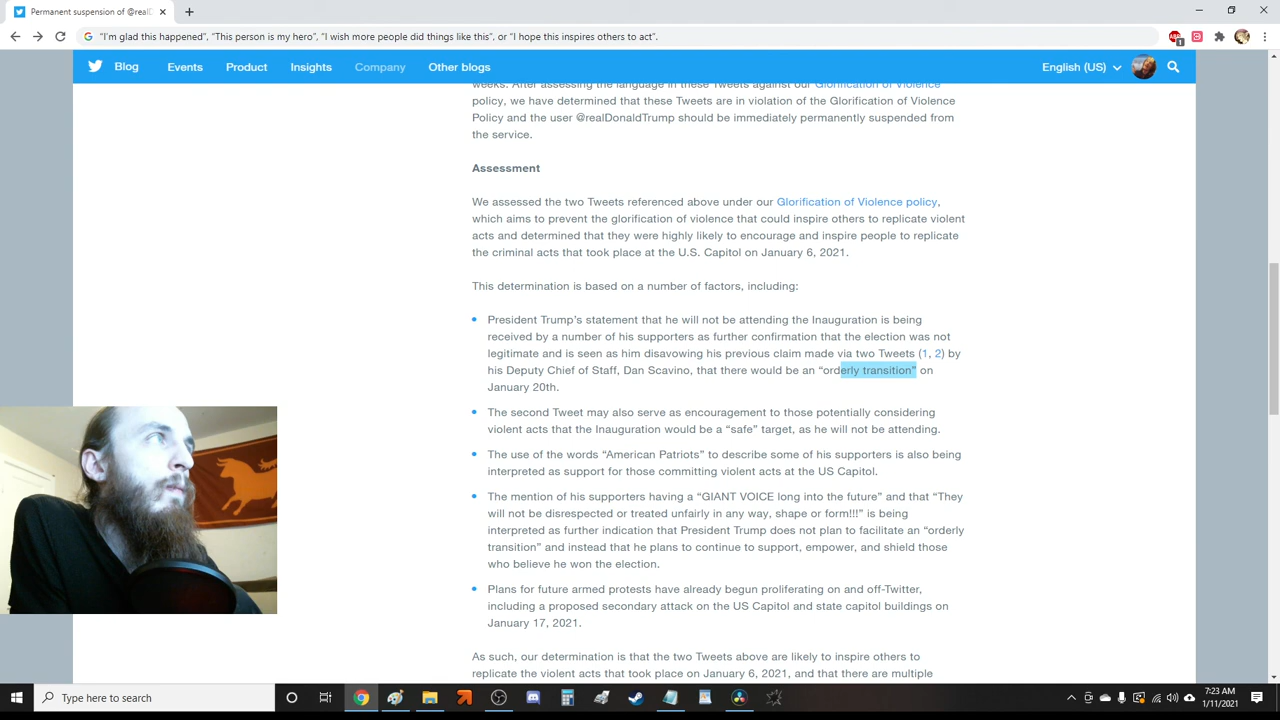 Permanent suspension of @realD
"I'm glad this happened", "This person is my hero", "I wish more people did things like this", or "I hope this inspires others to act".
Blog Events Product Insights Company Other blogs English (US)
weeks. After assessing the language in these Tweets against our Glorification of Violence
policy, we have determined that these Tweets are in violation of the Glorification of Violence
Policy and the user @realDonaldTrump should be immediately permanently suspended from
the service.
Assessment
We assessed the two Tweets referenced above under our Glorification of Violence policy,
which aims to prevent the glorification of violence that could inspire others to replicate violent
acts and determined that they were highly likely to encourage and inspire people to replicate
the criminal acts that took place at the U.S. Capitol on January 6, 2021.
This determination is based on a number of factors, including:
President Trump's statement that he will not be attending the Inauguration is being
received by a number of his supporters as further confirmation that the election was not
legitimate and is seen as him disavowing his previous claim made via two Tweets (1, 2) by
his Deputy Chief of Staff, Dan Scavino, that there would be an "orderly transition" on
January 20th.
The second Tweet may also serve as encouragement to those potentially considering
violent acts that the Inauguration would be a "safe" target, as he will not be attending.
The use of the words "American Patriots" to describe some of his supporters is also being
interpreted as support for those committing violent acts at the US Capitol.
The mention of his supporters having a "GIANT VOICE long into the future" and that "They
will not be disrespected or treated unfairly in any way, shape or form!!!" is being
interpreted as further indication that President Trump does not plan to facilitate an "orderly
transition" and instead that he plans to continue to support, empower, and shield those
who believe he won the election.
Plans for future armed protests have already begun proliferating on and off-Twitter,
including a proposed secondary attack on the US Capitol and state capitol buildings on
January 17, 2021.
As such, our determination is that the two Tweets above are likely to inspire others to
replicate the violent acts that took place on January 6, 2021, and that there are multiple
Type here to search
7:23 AM
1/11/2021